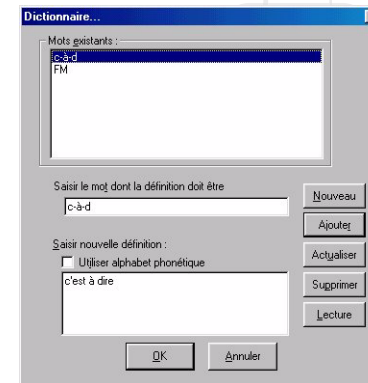 Dictionnaire...
Mots existants :
c-à-d
FM
Saisir le mot dont la définition doit être
c-à-d
Nouveau
Ajouter
Saisir nouvelle définition :
Utiliser alphabet phonétique
Actualiser
c'est à dire
Supprimer
Lecture
OK
Annuler